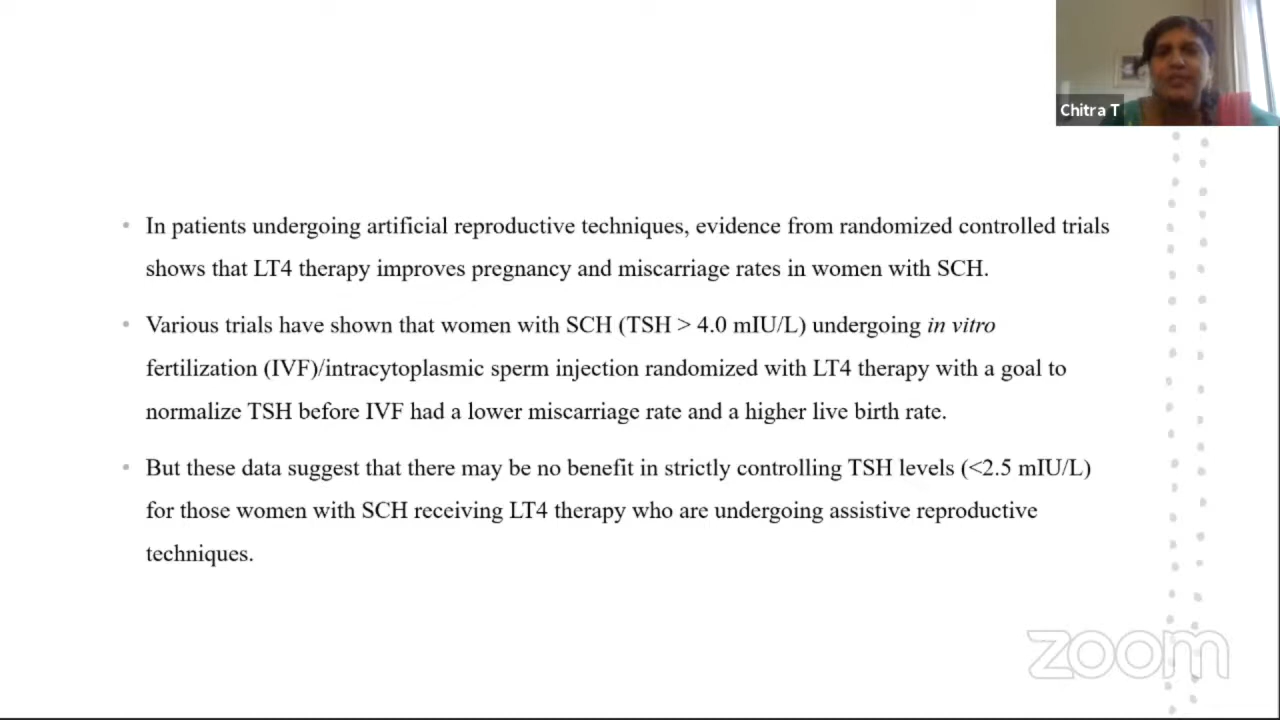 Chitra T
• In patients undergoing artificial reproductive techniques, evidence from randomized controlled trials
shows that LT4 therapy improves pregnancy and miscarriage rates in women with SCH.
• Various trials have shown that women with SCH (TSH > 4.0 mIU/L) undergoing in vitro
fertilization (IVF)/intracytoplasmic sperm injection randomized with LT4 therapy with a goal to
normalize TSH before IVF had a lower miscarriage rate and a higher live birth rate.
• But these data suggest that there may be no benefit in strictly controlling TSH levels (<2.5 mIU/L)
for those women with SCH receiving LT4 therapy who are undergoing assistive reproductive
techniques.
zoom